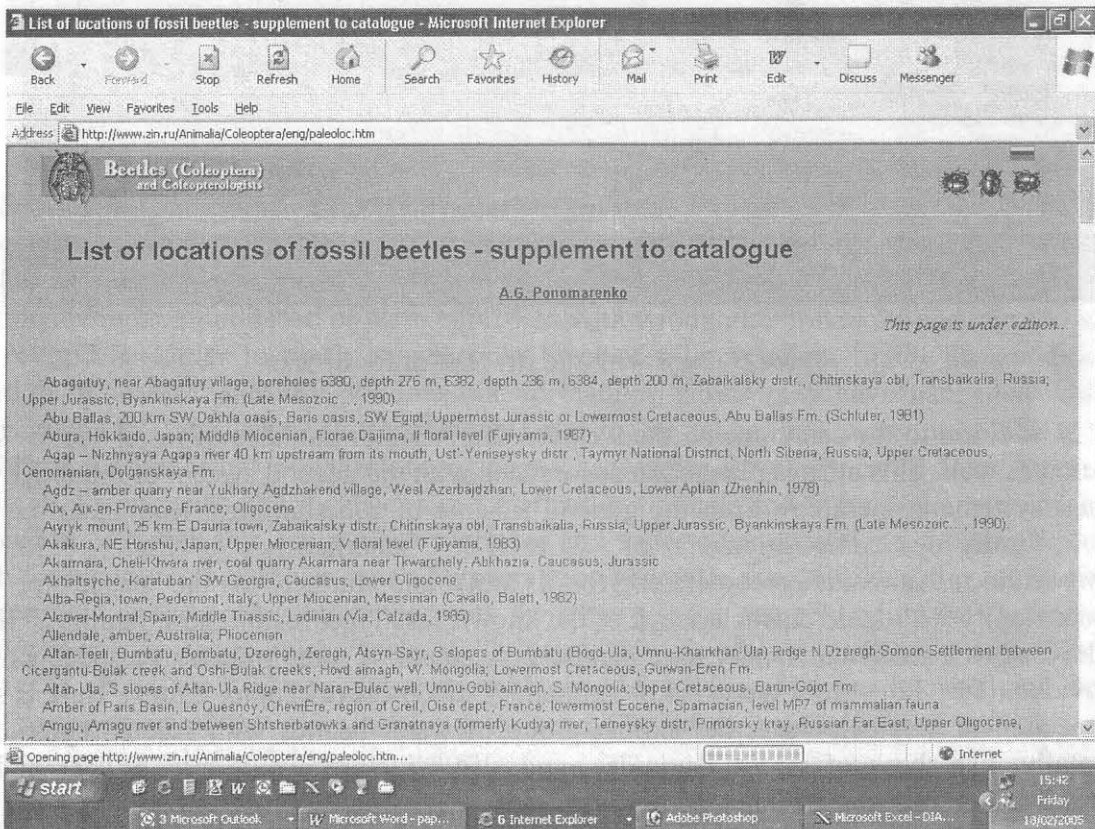 List of locations of fossil beetles - supplement to catalogue - Microsoft Internet Explorer
Back Forward Stop Refresh Home Search Favorites History Mail Print Edit Discuss Messenger
File Edit View Favorites Tools Help
Address http://www.zin.ru/Animalia/Coleoptera/eng/paleoloc.htm
Beetles (Coleoptera)
and Coleopterologists
List of locations of fossil beetles - supplement to catalogue
A.G. Ponomarenko
This page is under edition..
Abagaituy, near Abagaituy village, boreholes 6380, depth 276 m, 6382, depth 236 m, 6384, depth 200 m, Zabaikalsky distr., Chitinskaya obl, Transbaikalia, Russia;
Upper Jurassic, Byankinskaya Fm. (Late Mesozoic..., 1990)
Abu Ballas, 200 km SW Dakhla oasis, Baris oasis, SW Egipt, Uppermost Jurassic or Lowermost Cretaceous, Abu Ballas Fm. (Schluter, 1981)
Abura, Hokkaido, Japan; Middle Miocenian, Florae Daijima, II floral level (Fujiyama, 1987)
Agap – Nizhnyaya Agapa river 40 km upstream from its mouth, Ust'-Yeniseysky distr., Taymyr National District, North Siberia, Russia, Upper Cretaceous,
Cenomanian, Dolganskaya Fm.
Agdz – amber quarry near Yukhary Agdzhakend village, West Azerbajdzhan; Lower Cretaceous, Lower Aptian (Zherihin, 1978)
Aix, Aix-en-Provance, France; Oligocene
Aryryk mount, 25 km E Dauria town, Zabaikalsky distr., Chitinskaya obl, Transbaikalia, Russia; Upper Jurassic, Byankinskaya Fm. (Late Mesozoic..., 1990).
Akakura, NE Honshu, Japan; Upper Miocenian, V floral level (Fujiyama, 1983)
Akarmara, Cheli-Khvara river, coal quarry Akarmara near Tkwarchely, Abkhazia, Caucasus; Jurassic
Akhaltsyche, Karatuban' SW Georgia, Caucasus; Lower Oligocene
Alba-Regia, town, Pedemont, Italy; Upper Miocenian, Messinian (Cavallo, Balett, 1982)
Alcover-Montral, Spain; Middle Triassic, Ladinian (Via, Calzada, 1985)
Allendale, amber, Australia; Pliocenian
Altan-Teeli, Bumbatu, Bombatu, Dzeregh, Zeregh, Atsyn-Sayr, S slopes of Bumbatu (Bogd-Ula, Umnu-Khairkhan-Ula) Ridge N Dzeregh-Somon Settlement between
Cicergantu-Bulak creek and Oshi-Bulak creeks, Hovd aimagh, W. Mongolia; Lowermost Cretaceous, Gurwan-Eren Fm.
Altan-Ula, S slopes of Altan-Ula Ridge near Naran-Bulac well, Umnu-Gobi aimagh, S. Mongolia; Upper Cretaceous, Barun-Gojot Fm.
Amber of Paris Basin, Le Quesnoy, ChevriËre, region of Creil, Oise dept., France; lowermost Eocene, Sparnacian, level MP7 of mammalian fauna
Amgu, Amagu river and between Shtsherbatowka and Granatnaya (formerly Kudya) river, Terneysky distr, Primorsky kray, Russian Far East, Upper Oligocene,
Opening page http://www.zin.ru/Animalia/Coleoptera/eng/paleoloc.htm...
Internet
start
15:42
3 Microsoft Outlook Microsoft Word - pap... 6 Internet Explorer Adobe Photoshop Microsoft Excel - DIA...
Friday
18/02/2005